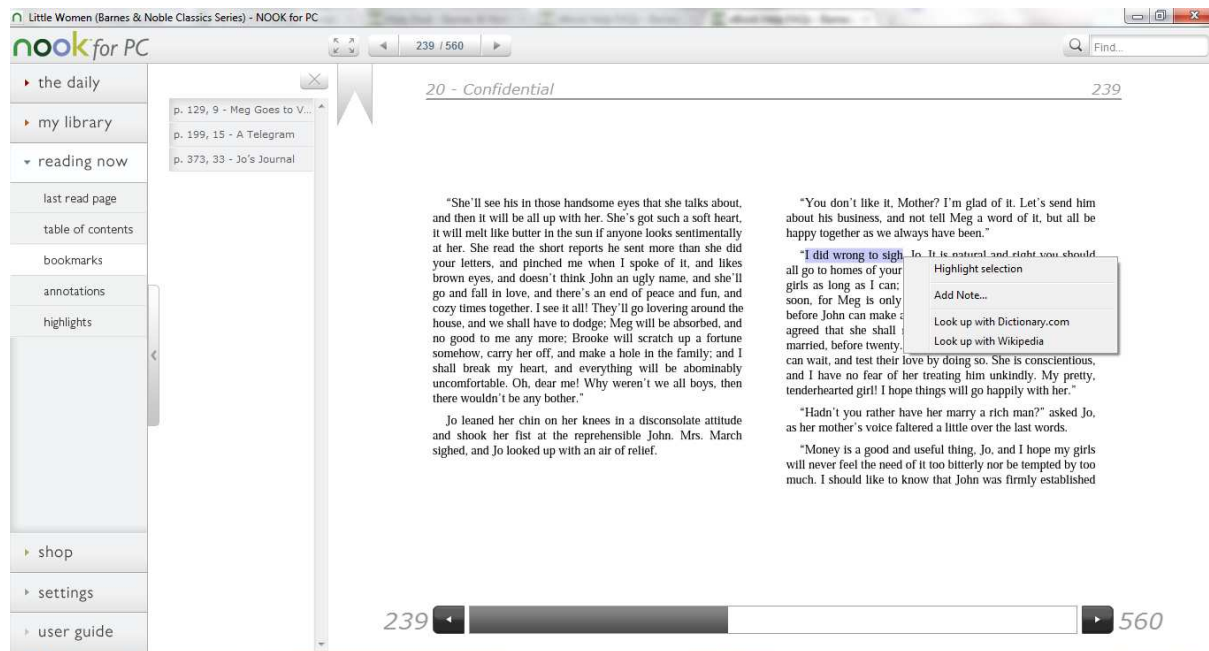 Little Women (Barnes & Noble Classics Series) - NOOK for PC
nook for PC
239 / 560
Find...
the daily
my library
reading now
last read page
table of contents
bookmarks
annotations
highlights
shop
settings
user guide
p. 129, 9 - Meg Goes to V...
p. 199, 15 - A Telegram
p. 373, 33 - Jo's Journal
20 - Confidential 239
“She’ll see his in those handsome eyes that she talks about,
and then it will be all up with her. She’s got such a soft heart,
it will melt like butter in the sun if anyone looks sentimentally
at her. She read the short reports he sent more than she did
your letters, and pinched me when I spoke of it, and likes
brown eyes, and doesn’t think John an ugly name, and she’ll
go and fall in love, and there’s an end of peace and fun, and
cozy times together. I see it all! They’ll go lovering around the
house, and we shall have to dodge; Meg will be absorbed, and
no good to me any more; Brooke will scratch up a fortune
somehow, carry her off, and make a hole in the family; and I
shall break my heart, and everything will be abominably
uncomfortable. Oh, dear me! Why weren’t we all boys, then
there wouldn’t be any bother.”
Jo leaned her chin on her knees in a disconsolate attitude
and shook her fist at the reprehensible John. Mrs. March
sighed, and Jo looked up with an air of relief.
“You don’t like it, Mother? I’m glad of it. Let’s send him
about his business, and not tell Meg a word of it, but all be
happy together as we always have been.”
“I did wrong to sigh, Jo. It is natural and right you should
all go to homes of your
girls as long as I can;
soon, for Meg is only
before John can make a
agreed that she shall
married, before twenty.
can wait, and test their love by doing so. She is conscientious,
and I have no fear of her treating him unkindly. My pretty,
tenderhearted girl! I hope things will go happily with her.”
“Hadn’t you rather have her marry a rich man?” asked Jo,
as her mother’s voice faltered a little over the last words.
“Money is a good and useful thing, Jo, and I hope my girls
will never feel the need of it too bitterly nor be tempted by too
much. I should like to know that John was firmly established
Highlight selection
Add Note...
Look up with Dictionary.com
Look up with Wikipedia
239 560